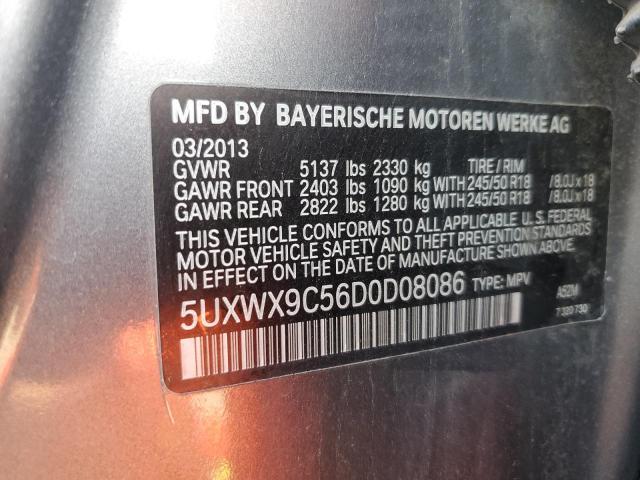 MFD BY BAYERISCHE MOTOREN WERKE AG
03/2013
GVWR 5137 lbs 2330 kg TIRE / RIM
GAWR FRONT 2403 lbs 1090 kg WITH 245/50 R18 / 8.0J x 18
GAWR REAR 2822 lbs 1280 kg WITH 245/50 R18 / 8.0J x 18
THIS VEHICLE CONFORMS TO ALL APPLICABLE U.S. FEDERAL
MOTOR VEHICLE SAFETY AND THEFT PREVENTION STANDARDS
IN EFFECT ON THE DATE OF MANUFACTURE SHOWN ABOVE.
5UXWX9C56D0D08086 TYPE: MPV A52M
7 320 730